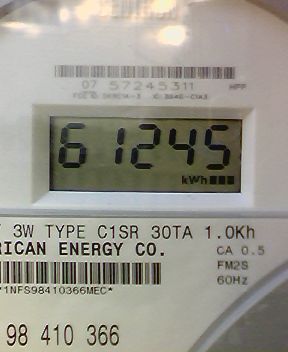 07 57245311 HPP
61245
kWh
3W TYPE C1SR 30TA 1.0Kh
RICAN ENERGY CO. CA 0.5
FM2S
*1NFS98410366MEC* 60Hz
98 410 366